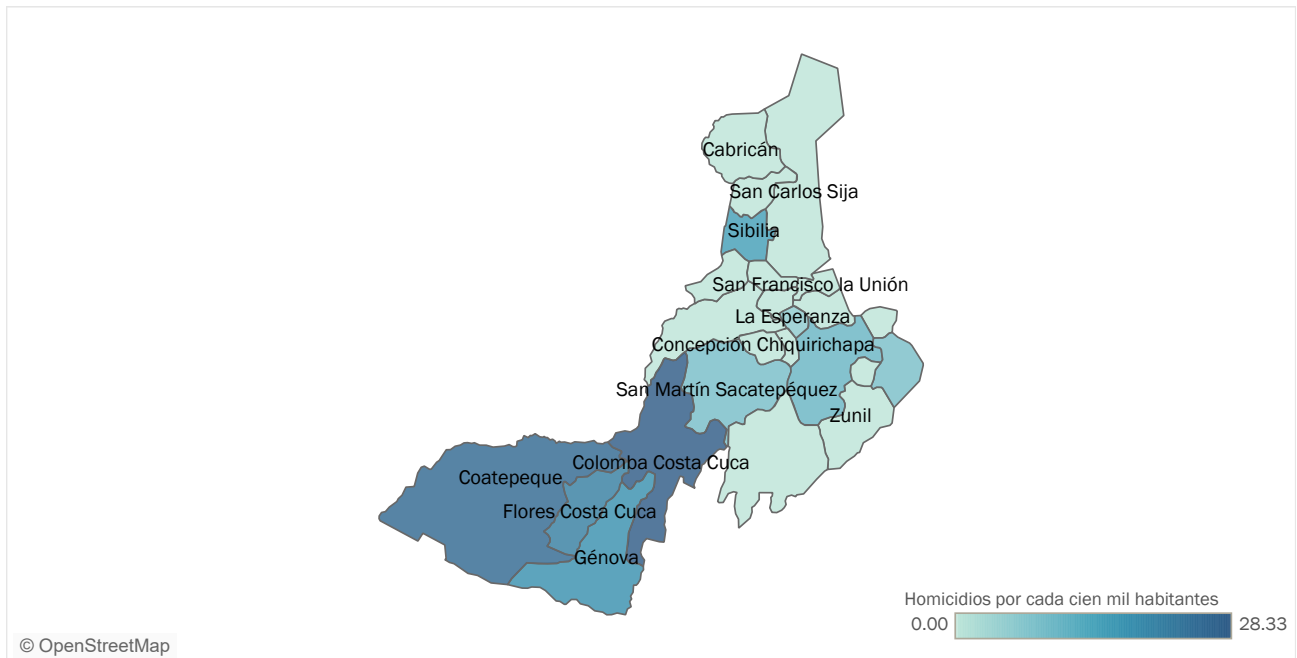 Cabricán
San Carlos Sija
Sibilia
San Francisco la Unión
La Esperanza
Concepción Chiquirichapa
San Martín Sacatepéquez
Zunil
Colomba Costa Cuca
Coatepeque
Flores Costa Cuca
Génova
Homicidios por cada cien mil habitantes
0.00 28.33
© OpenStreetMap